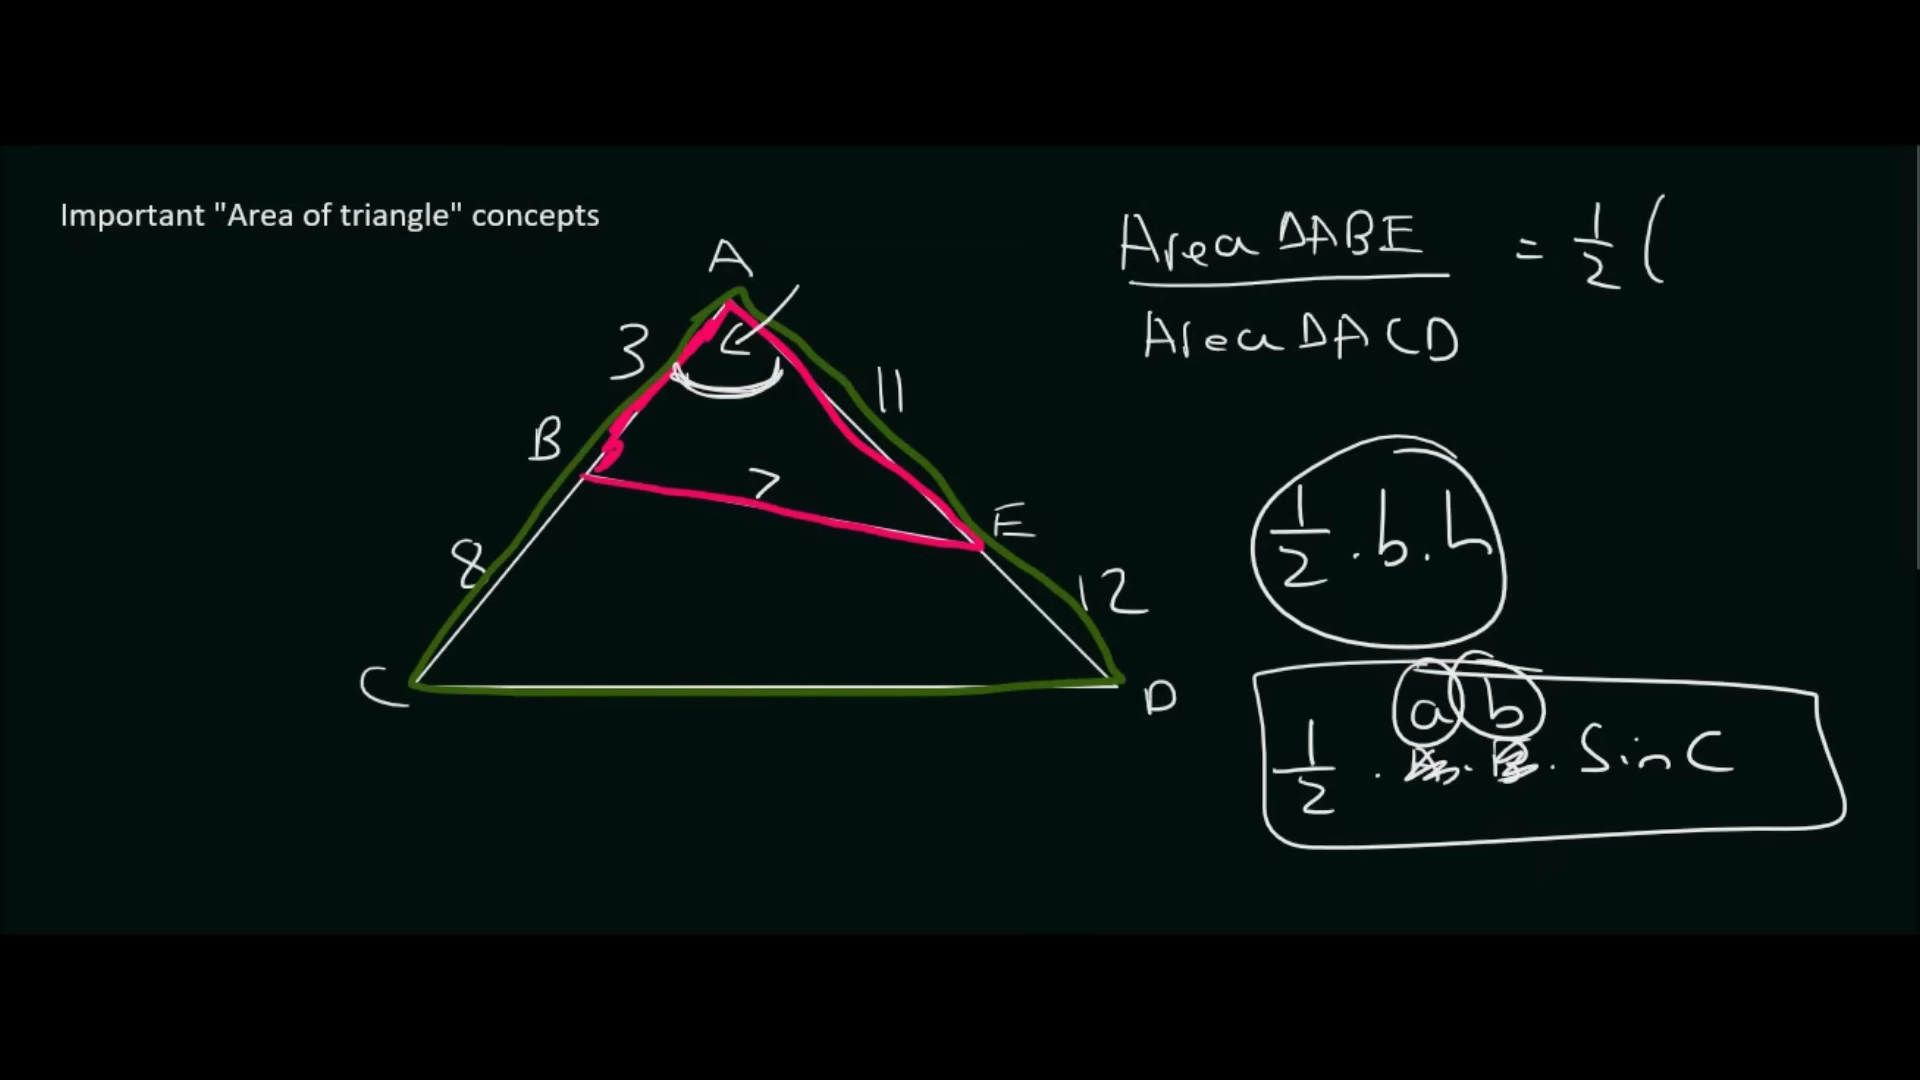 Important "Area of triangle" concepts
Area ΔABE = 1/2 (
Area ΔACD
A
3
11
B
7
E
8
12
C
D
1/2 . b . h
a b
1/2 . . . Sin C